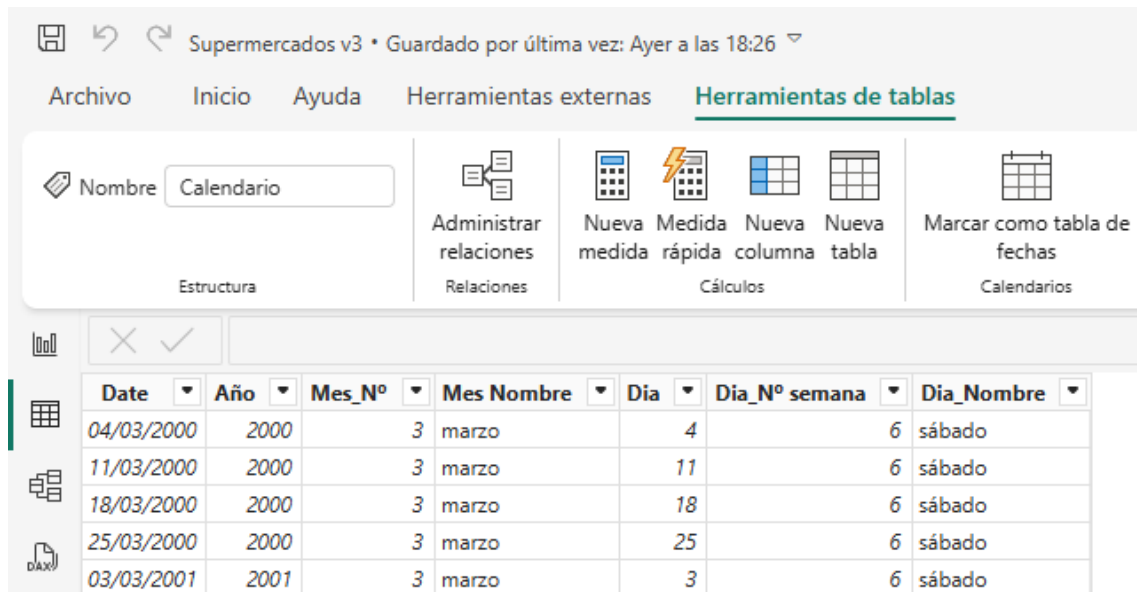 Supermercados v3 • Guardado por última vez: Ayer a las 18:26
Archivo Inicio Ayuda Herramientas externas Herramientas de tablas
Nombre Calendario
Administrar relaciones
Nueva medida
Medida rápida
Nueva columna
Nueva tabla
Marcar como tabla de fechas
Estructura Relaciones Cálculos Calendarios
Date Año Mes_Nº Mes Nombre Dia Dia_Nº semana Dia_Nombre
04/03/2000 2000 3 marzo 4 6 sábado
11/03/2000 2000 3 marzo 11 6 sábado
18/03/2000 2000 3 marzo 18 6 sábado
25/03/2000 2000 3 marzo 25 6 sábado
03/03/2001 2001 3 marzo 3 6 sábado
DAX